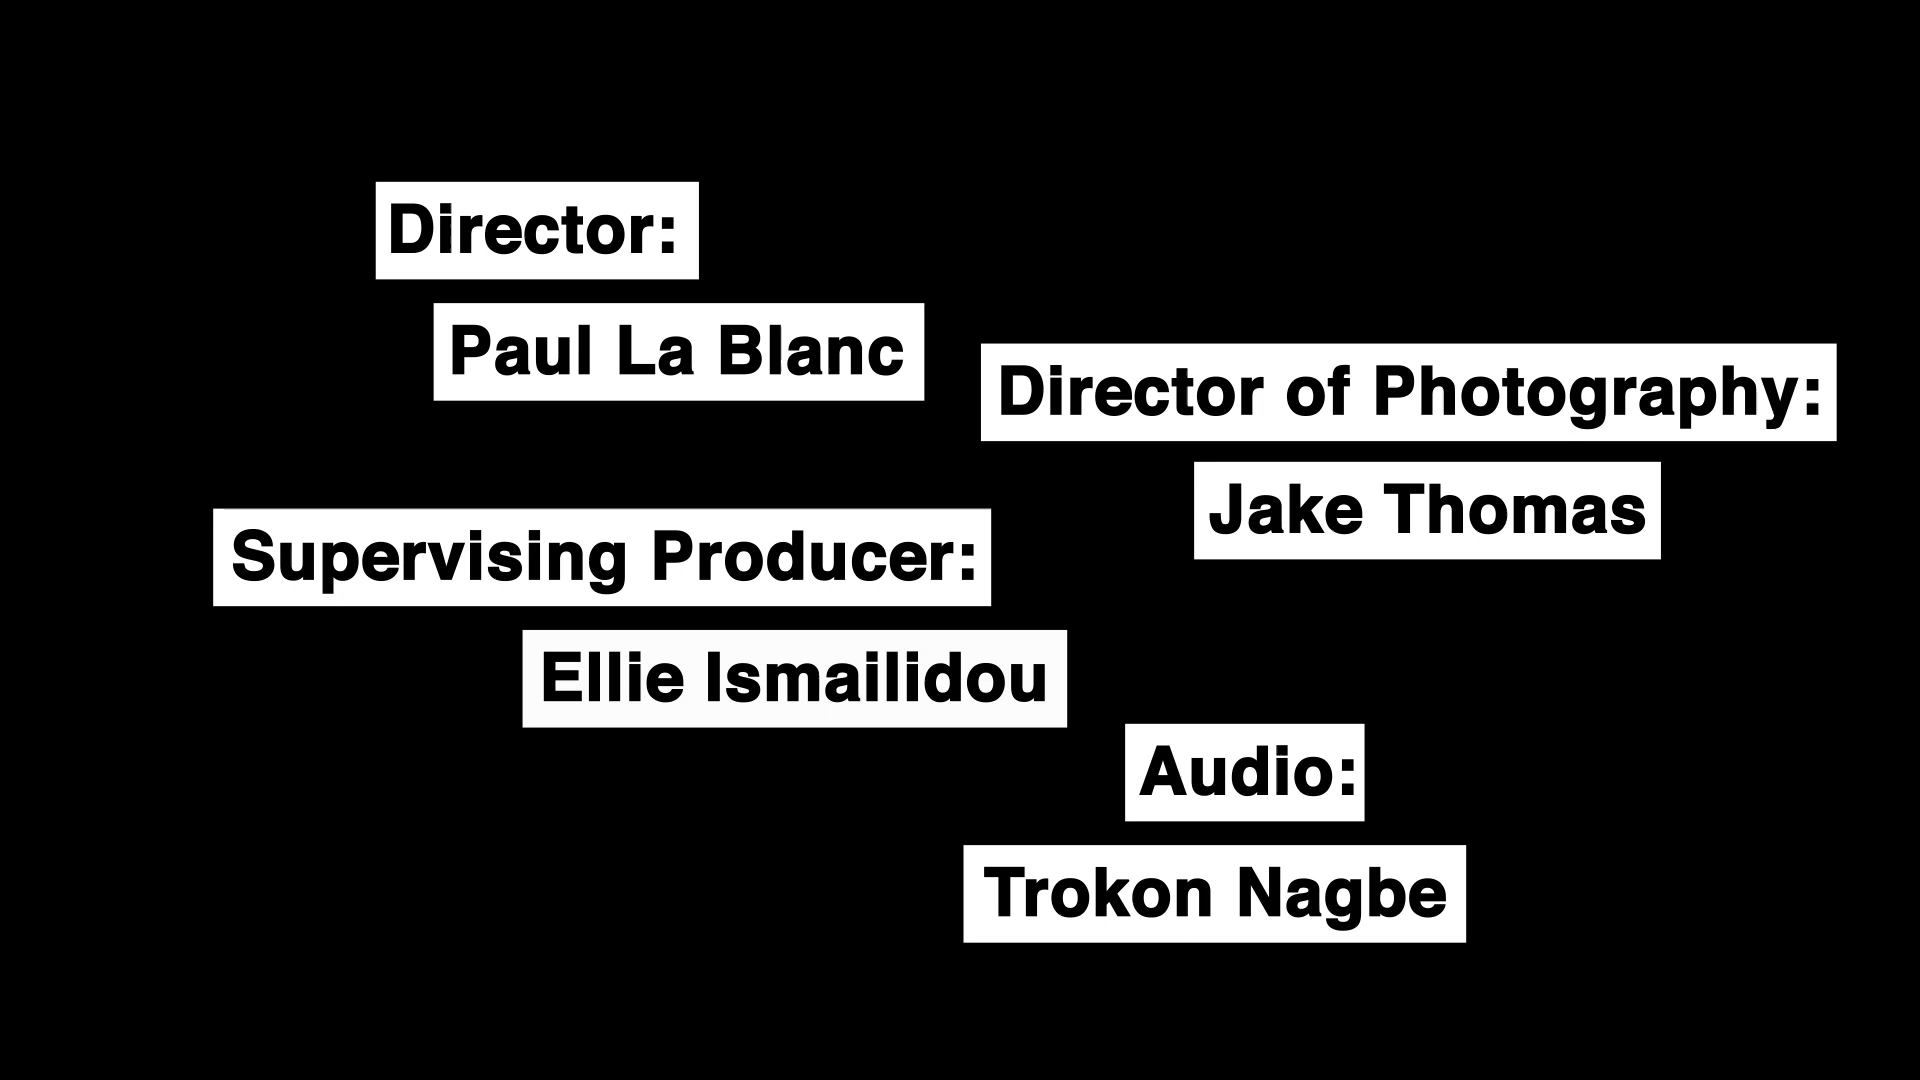 Director:
Paul La Blanc
Director of Photography:
Jake Thomas
Supervising Producer:
Ellie Ismailidou
Audio:
Trokon Nagbe